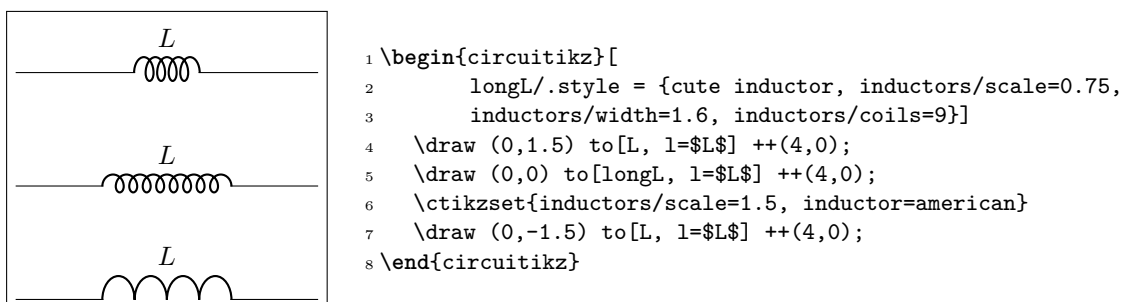 L
L
L
1 \begin{circuitikz}[
2 longL/.style = {cute inductor, inductors/scale=0.75,
3 inductors/width=1.6, inductors/coils=9}]
4 \draw (0,1.5) to[L, l=$L$] ++(4,0);
5 \draw (0,0) to[longL, l=$L$] ++(4,0);
6 \ctikzset{inductors/scale=1.5, inductor=american}
7 \draw (0,-1.5) to[L, l=$L$] ++(4,0);
8 \end{circuitikz}